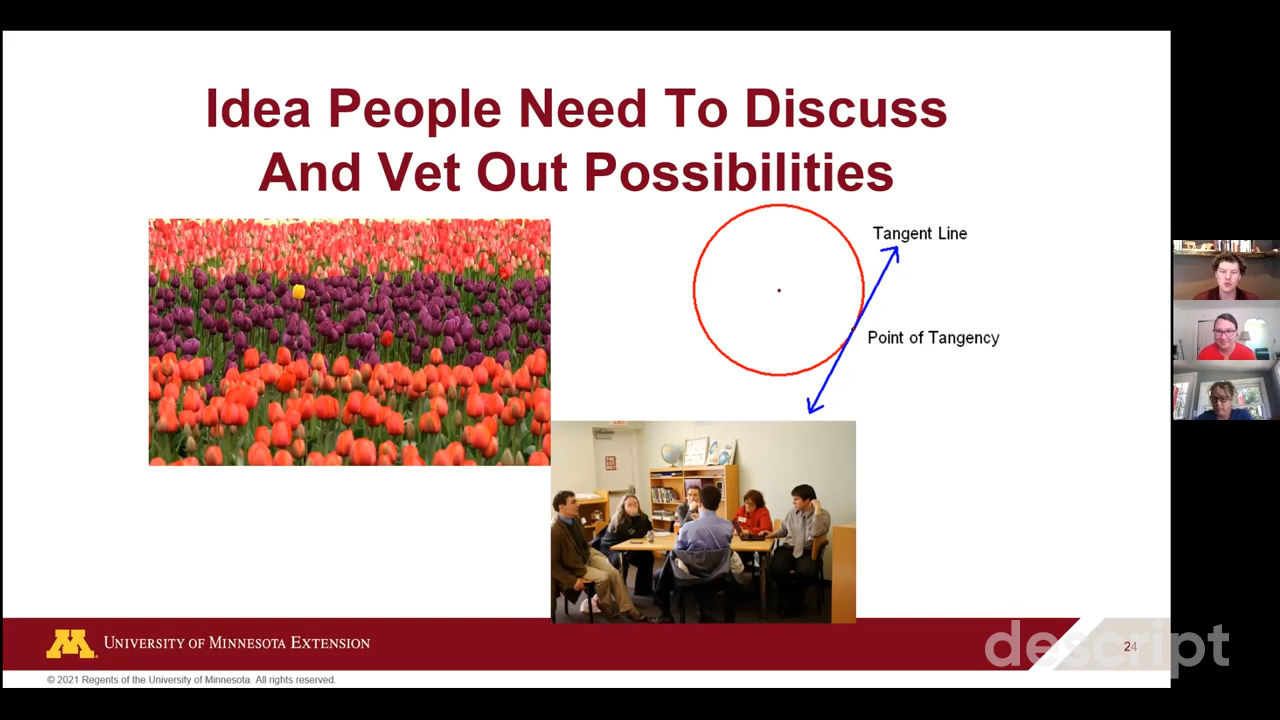 Idea People Need To Discuss
And Vet Out Possibilities
Tangent Line
Point of Tangency
UNIVERSITY OF MINNESOTA EXTENSION
© 2021 Regents of the University of Minnesota. All rights reserved.
descript
24